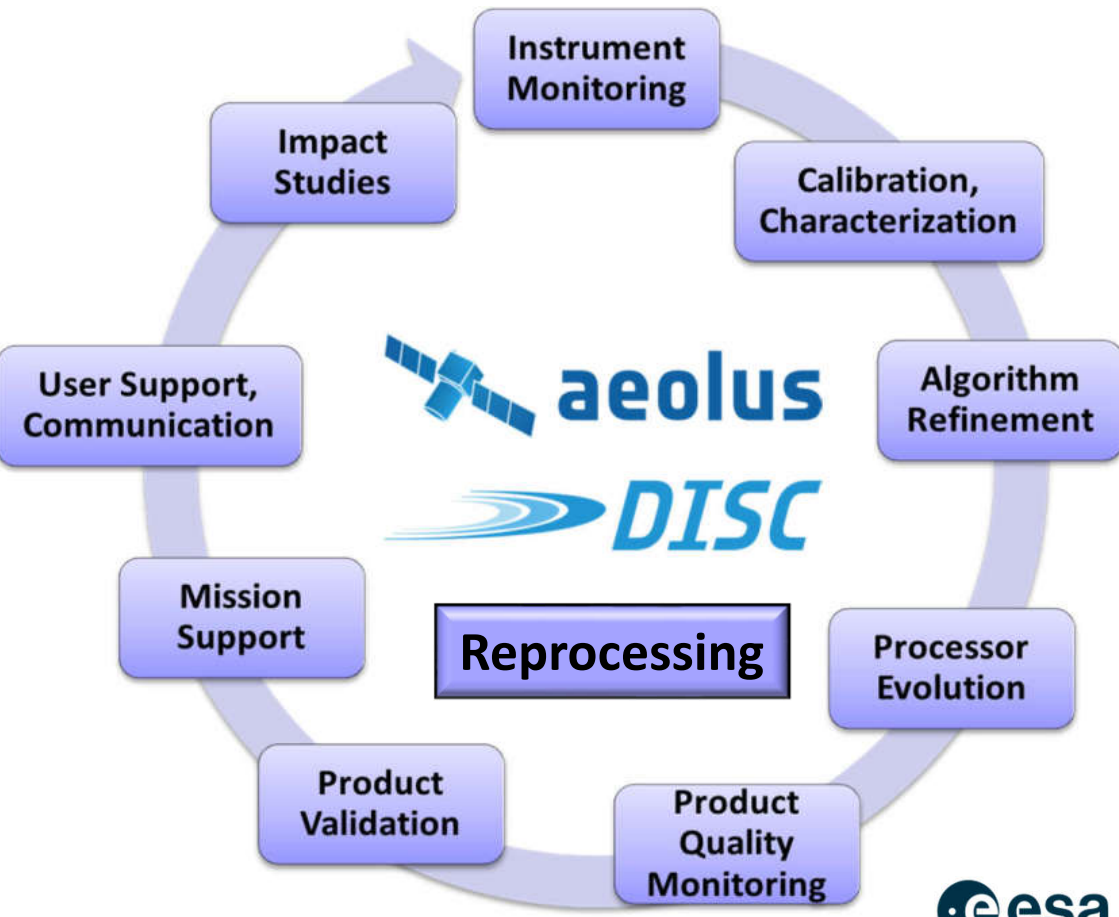 Instrument
Monitoring
Calibration,
Characterization
Algorithm
Refinement
Processor
Evolution
Product
Quality
Monitoring
Product
Validation
Mission
Support
User Support,
Communication
Impact
Studies
aeolus
DISC
Reprocessing
esa